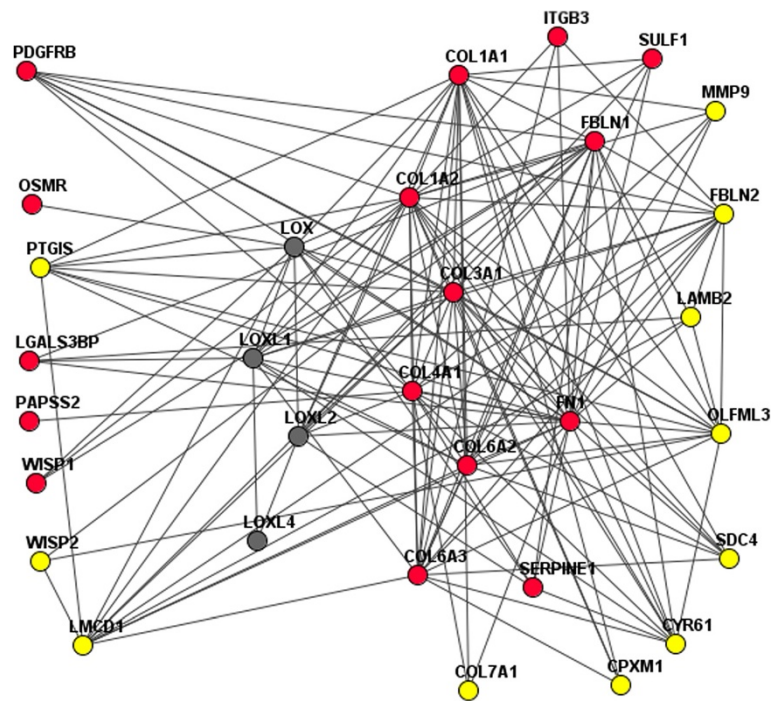 ITGB3
SULF1
PDGFRB
COL1A1
MMP9
FBLN1
COL1A2
OSMR
FBLN2
LOX
PTGIS
COL3A1
LAMB2
LGALS3BP
LOXL1
COL4A1
PAPSS2
FN1
LOXL2
OLFML3
COL6A2
WISP1
LOXL4
WISP2
SDC4
COL6A3
SERPINE1
LMCD1
CYR61
COL7A1
CPXM1